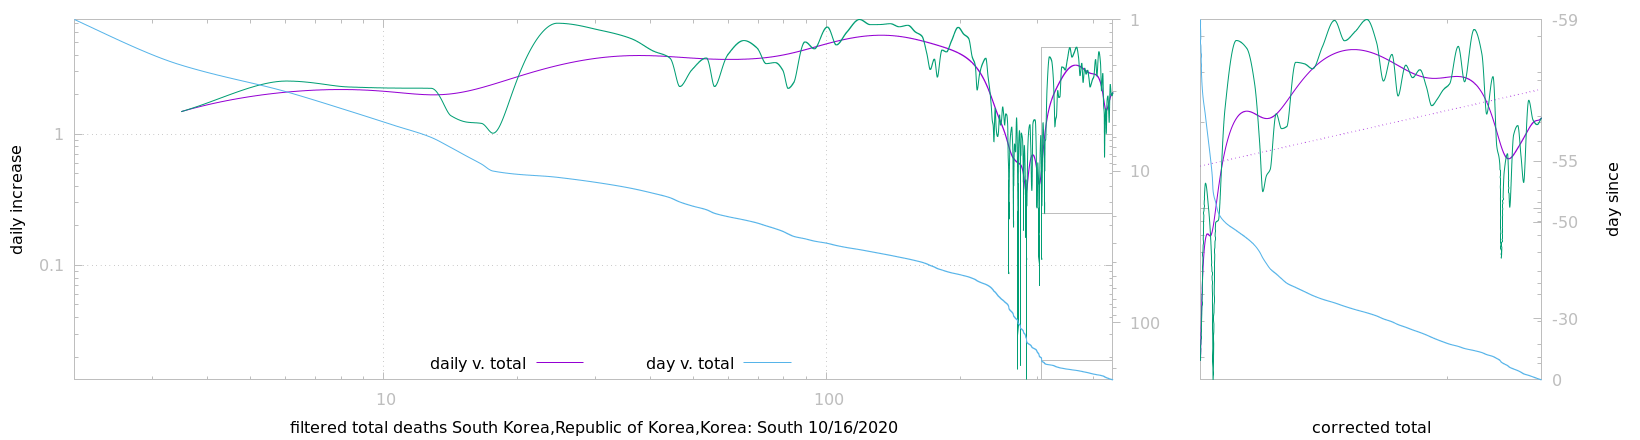 1
-59
daily increase
1
10
-55
-50
day since
0.1
100
-30
daily v. total
day v. total
0
10
100
filtered total deaths South Korea,Republic of Korea,Korea: South 10/16/2020
corrected total